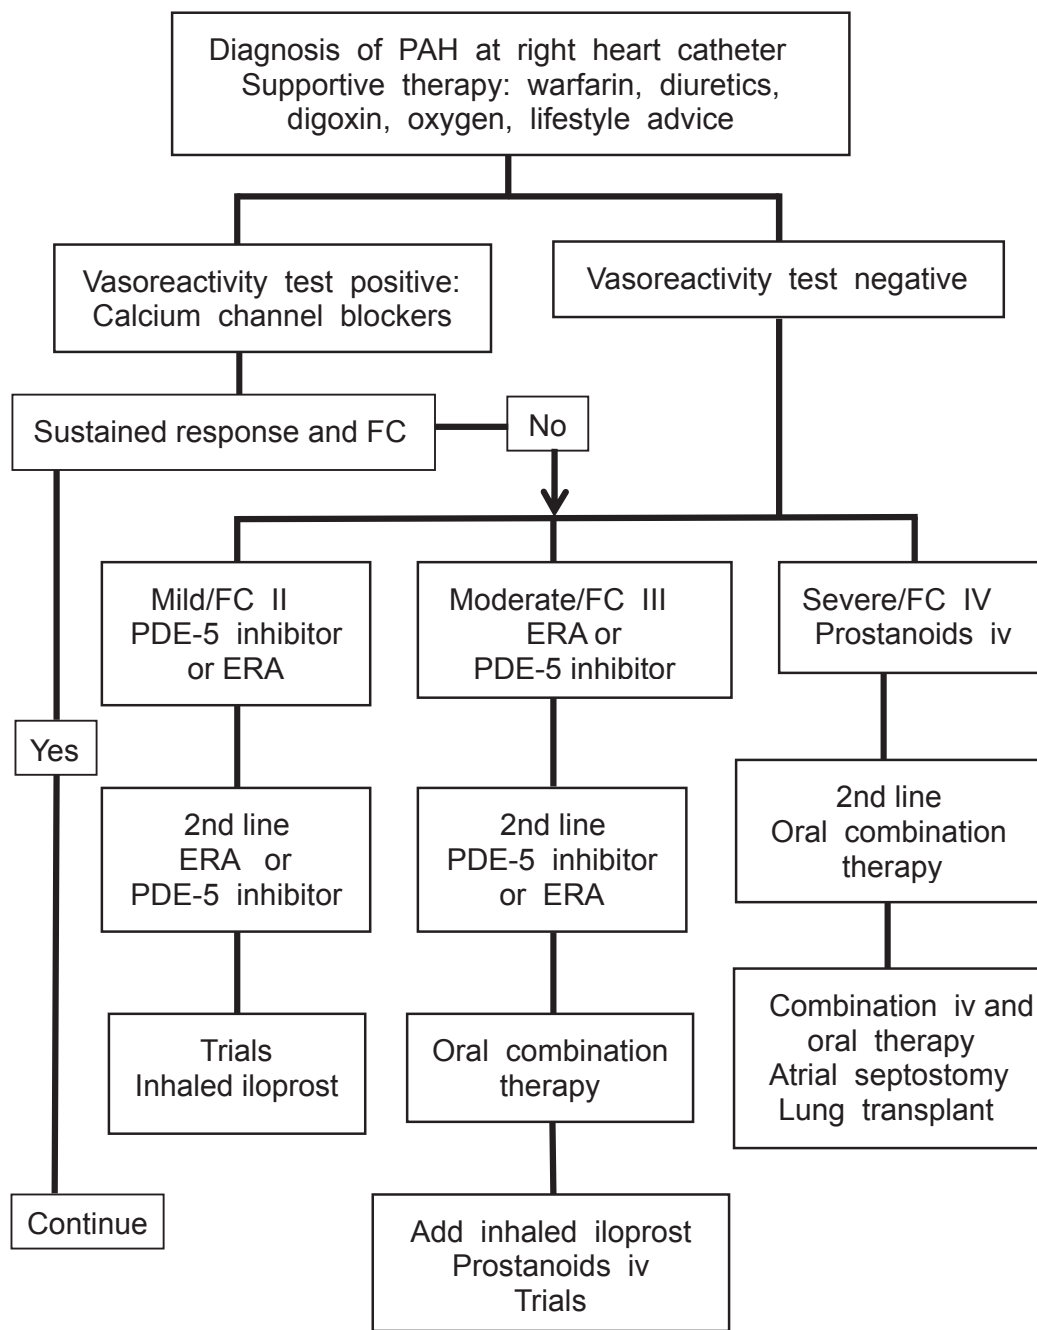 Diagnosis of PAH at right heart catheter
Supportive therapy: warfarin, diuretics,
digoxin, oxygen, lifestyle advice
Vasoreactivity test positive:
Calcium channel blockers
Vasoreactivity test negative
Sustained response and FC
No
Mild/FC II
PDE-5 inhibitor
or ERA
Moderate/FC III
ERA or
PDE-5 inhibitor
Severe/FC IV
Prostanoids iv
Yes
2nd line
ERA or
PDE-5 inhibitor
2nd line
PDE-5 inhibitor
or ERA
2nd line
Oral combination
therapy
Trials
Inhaled iloprost
Oral combination
therapy
Combination iv and
oral therapy
Atrial septostomy
Lung transplant
Continue
Add inhaled iloprost
Prostanoids iv
Trials